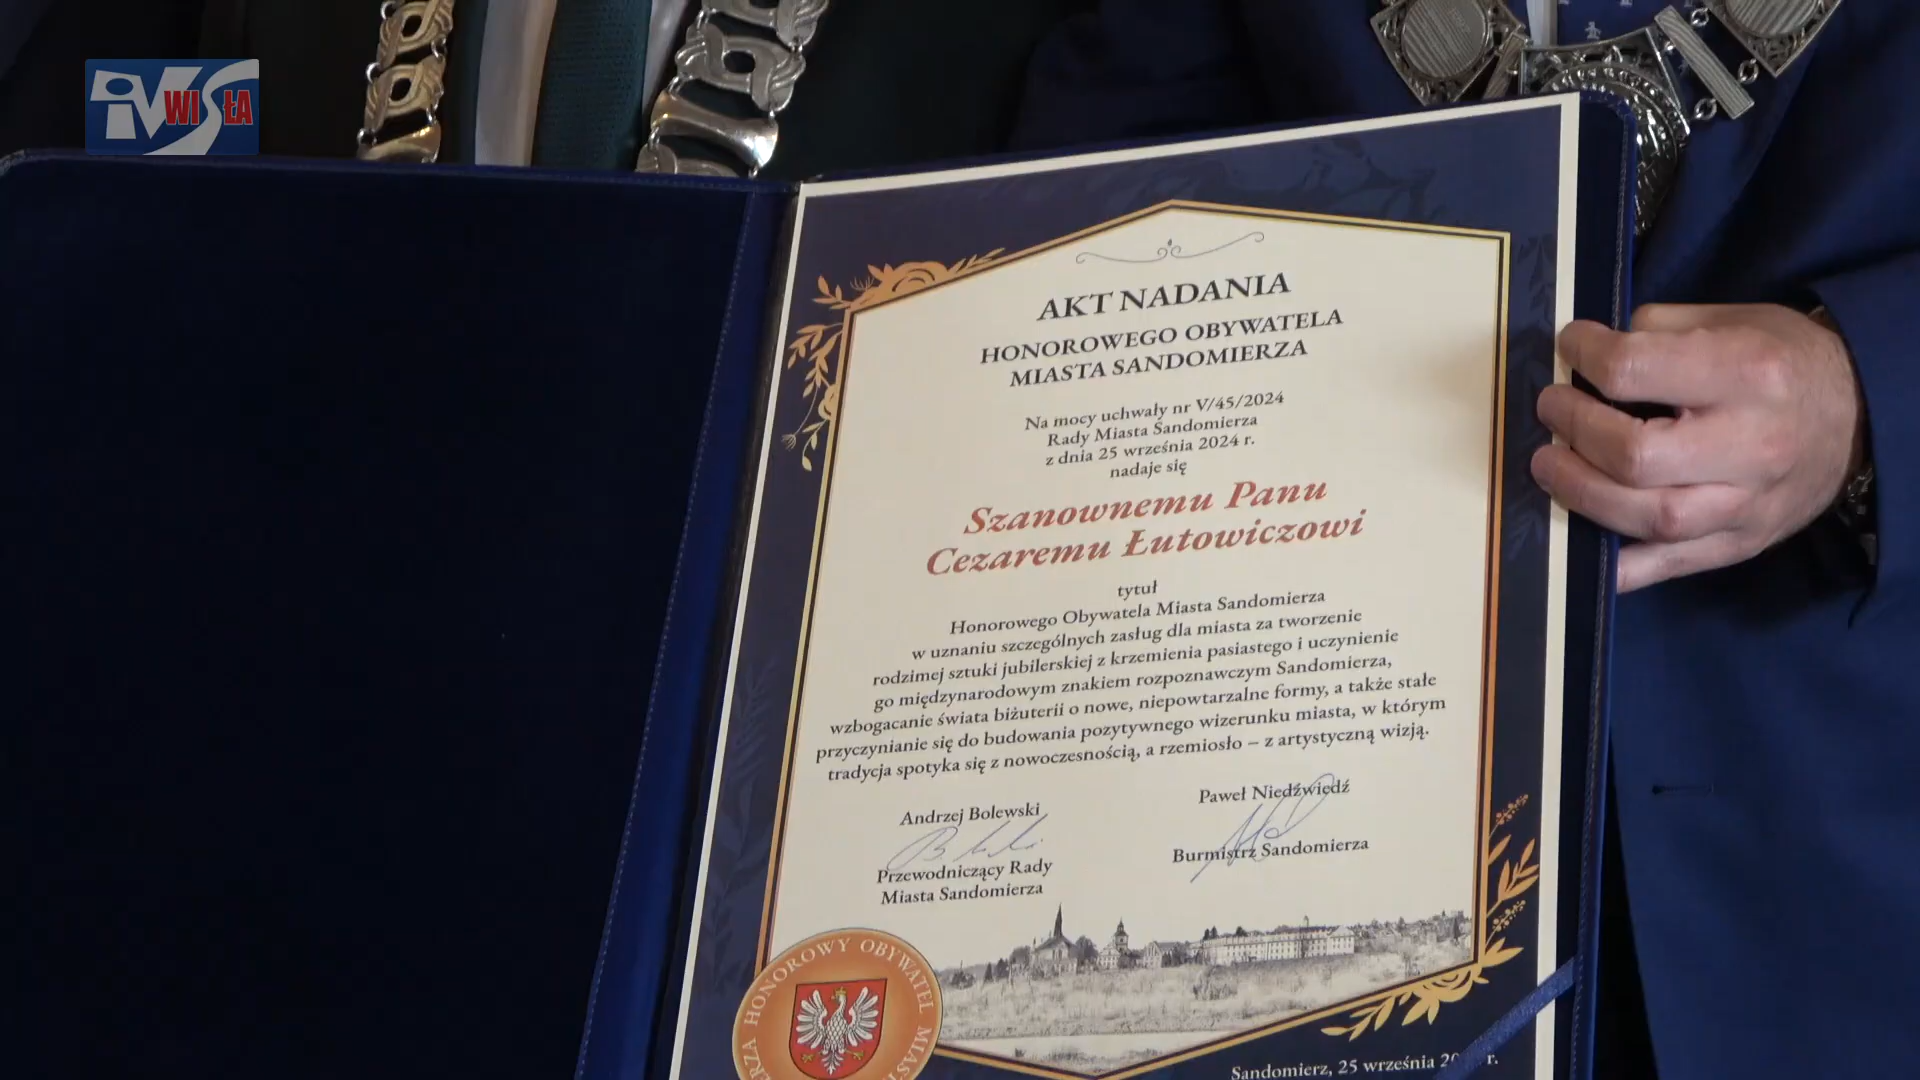 iTV WISŁA
AKT NADANIA
HONOROWEGO OBYWATELA
MIASTA SANDOMIERZA
Na mocy uchwały nr V/45/2024
Rady Miasta Sandomierza
z dnia 25 września 2024 r.
nadaje się
Szanownemu Panu
Cezaremu Łutowiczowi
tytuł
Honorowego Obywatela Miasta Sandomierza
w uznaniu szczególnych zasług dla miasta za tworzenie
rodzimej sztuki jubilerskiej z krzemienia pasiastego i uczynienie
go międzynarodowym znakiem rozpoznawczym Sandomierza,
wzbogacanie świata biżuterii o nowe, niepowtarzalne formy, a także stałe
przyczynianie się do budowania pozytywnego wizerunku miasta, w którym
tradycja spotyka się z nowoczesnością, a rzemiosło – z artystyczną wizją.
Andrzej Bolewski
Przewodniczący Rady
Miasta Sandomierza
Paweł Niedźwiedź
Burmistrz Sandomierza
HONOROWY OBYWATEL
Sandomierz, 25 września r.